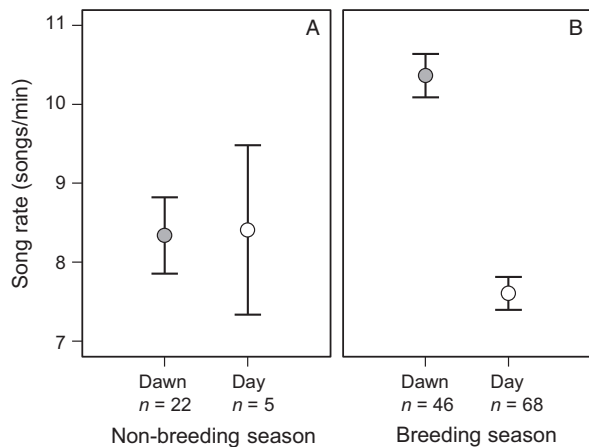 A
B
Song rate (songs/min)
11
10
9
8
7
Dawn
n = 22
Day
n = 5
Dawn
n = 46
Day
n = 68
Non-breeding season
Breeding season